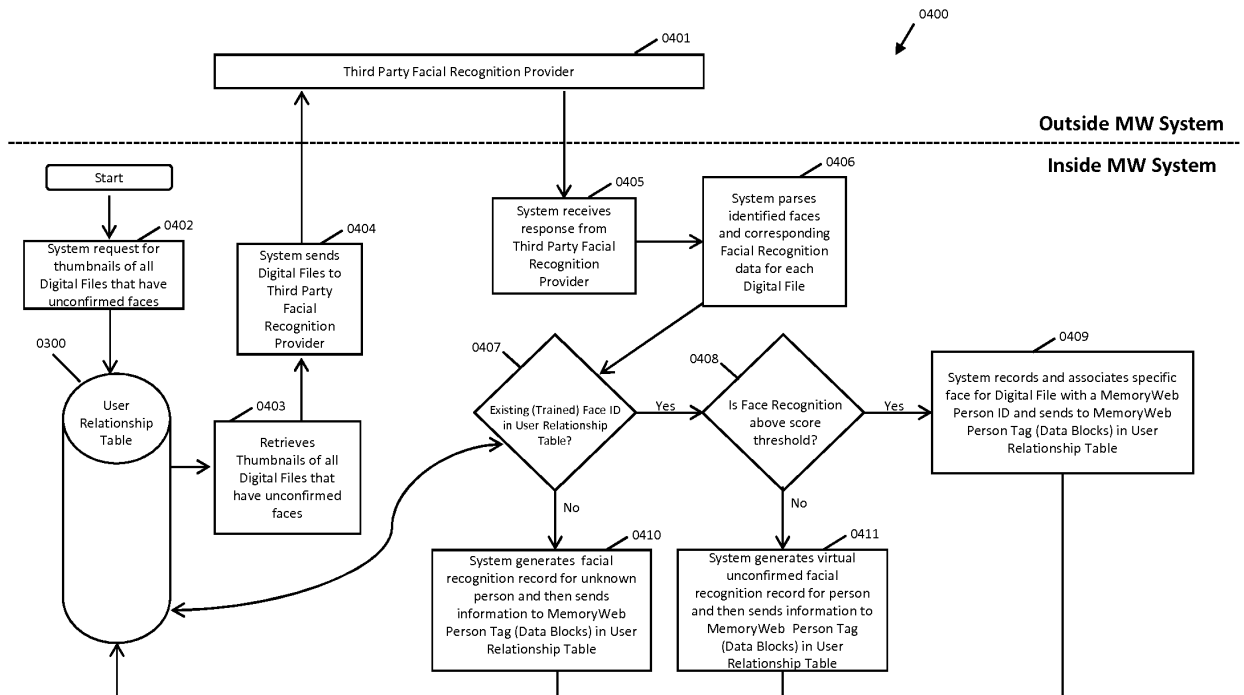 0400
0401
Third Party Facial Recognition Provider
Outside MW System
Inside MW System
Start
0402
System request for
thumbnails of all
Digital Files that have
unconfirmed faces
0404
System sends
Digital Files to
Third Party
Facial
Recognition
Provider
0405
System receives
response from
Third Party Facial
Recognition
Provider
0406
System parses
identified faces
and corresponding
Facial Recognition
data for each
Digital File
0300
User
Relationship
Table
0403
Retrieves
Thumbnails of all
Digital Files that
have unconfirmed
faces
0407
Existing (Trained) Face ID
in User Relationship
Table?
Yes
No
0408
Is Face Recognition
above score
threshold?
Yes
No
0409
System records and associates specific
face for Digital File with a MemoryWeb
Person ID and sends to MemoryWeb
Person Tag (Data Blocks) in User
Relationship Table
0410
System generates facial
recognition record for unknown
person and then sends
information to MemoryWeb
Person Tag (Data Blocks) in User
Relationship Table
0411
System generates virtual
unconfirmed facial
recognition record for person
and then sends information to
MemoryWeb Person Tag
(Data Blocks) in User
Relationship Table